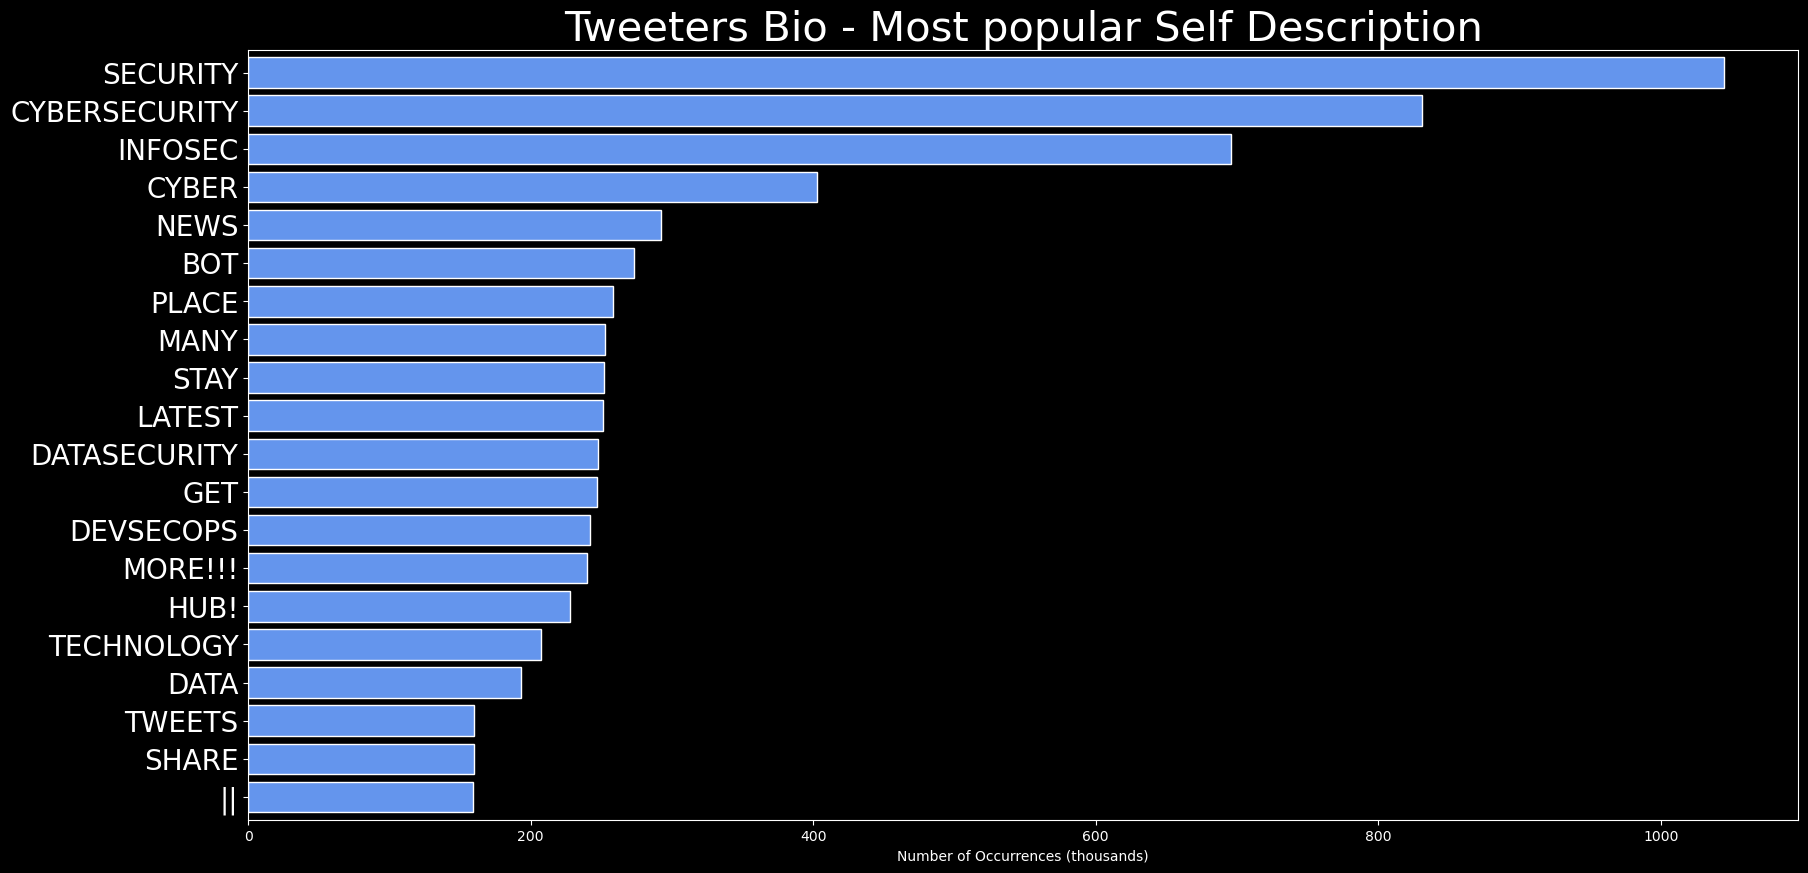 Tweeters Bio - Most popular Self Description
SECURITY
CYBERSECURITY
INFOSEC
CYBER
NEWS
BOT
PLACE
MANY
STAY
LATEST
DATASECURITY
GET
DEVSECOPS
MORE!!!
HUB!
TECHNOLOGY
DATA
TWEETS
SHARE
||
0 200 400 600 800 1000
Number of Occurrences (thousands)